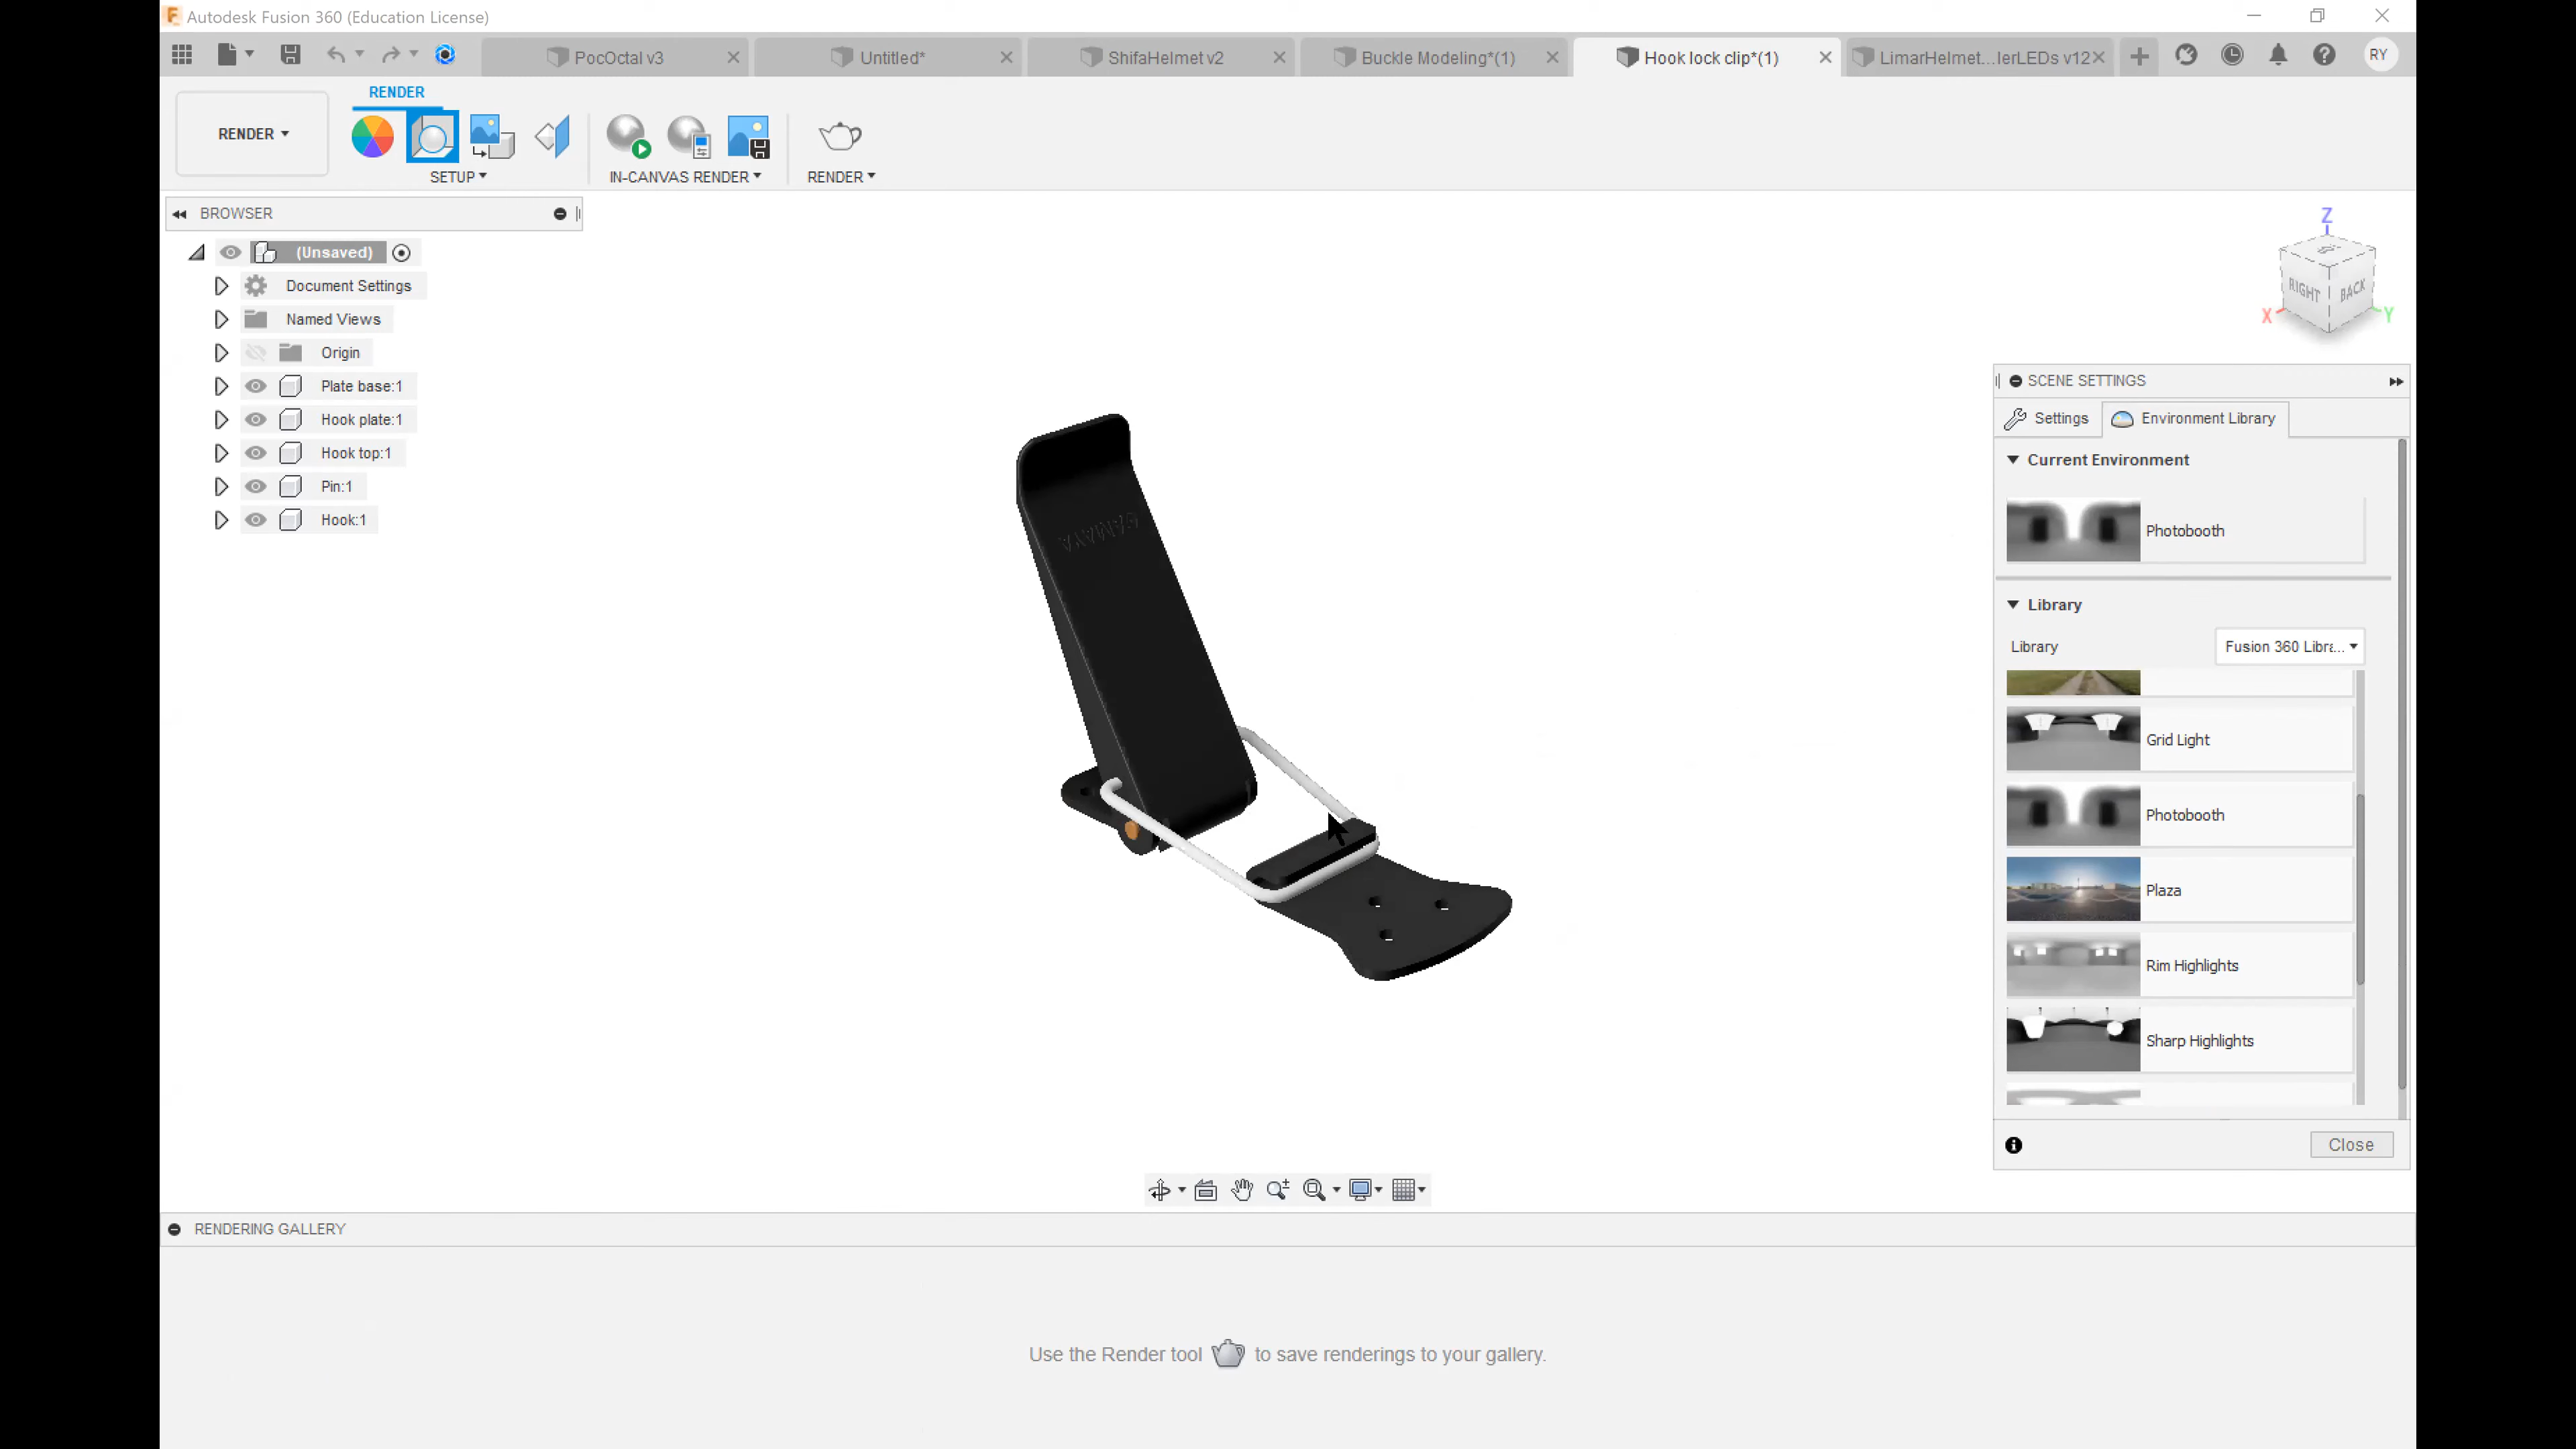 Autodesk Fusion 360 (Education License)
PocOctal v3
Untitled*
ShifaHelmet v2
Buckle Modeling*(1)
Hook lock clip*(1)
LimarHelmet...lerLEDs v12
RY
RENDER
RENDER
SETUP
IN-CANVAS RENDER
RENDER
BROWSER
(Unsaved)
Document Settings
Named Views
Origin
Plate base:1
Hook plate:1
Hook top:1
Pin:1
Hook:1
Z
RIGHT
BACK
X
Y
SCENE SETTINGS
Settings
Environment Library
Current Environment
Photobooth
Library
Library
Fusion 360 Libra...
Grid Light
Photobooth
Plaza
Rim Highlights
Sharp Highlights
Close
RENDERING GALLERY
Use the Render tool to save renderings to your gallery.